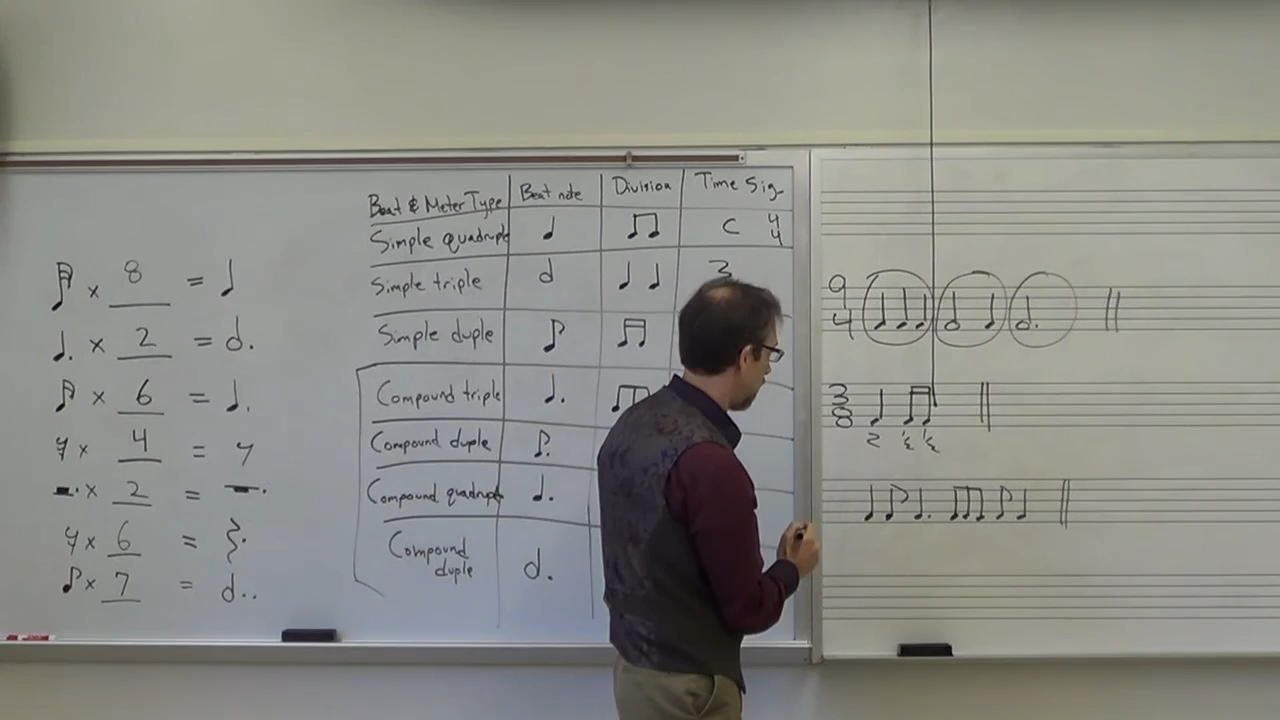 Beat & Meter Type Beat note Division Time Sig.
Simple quadruple C 4 4
Simple triple 3
Simple duple
Compound triple
Compound duple
Compound quadruple
Compound
duple
× 8 =
× 2 =
× 6 =
× 4 =
× 2 =
× 6 =
× 7 =
9
4
3
8
2 ½ ½